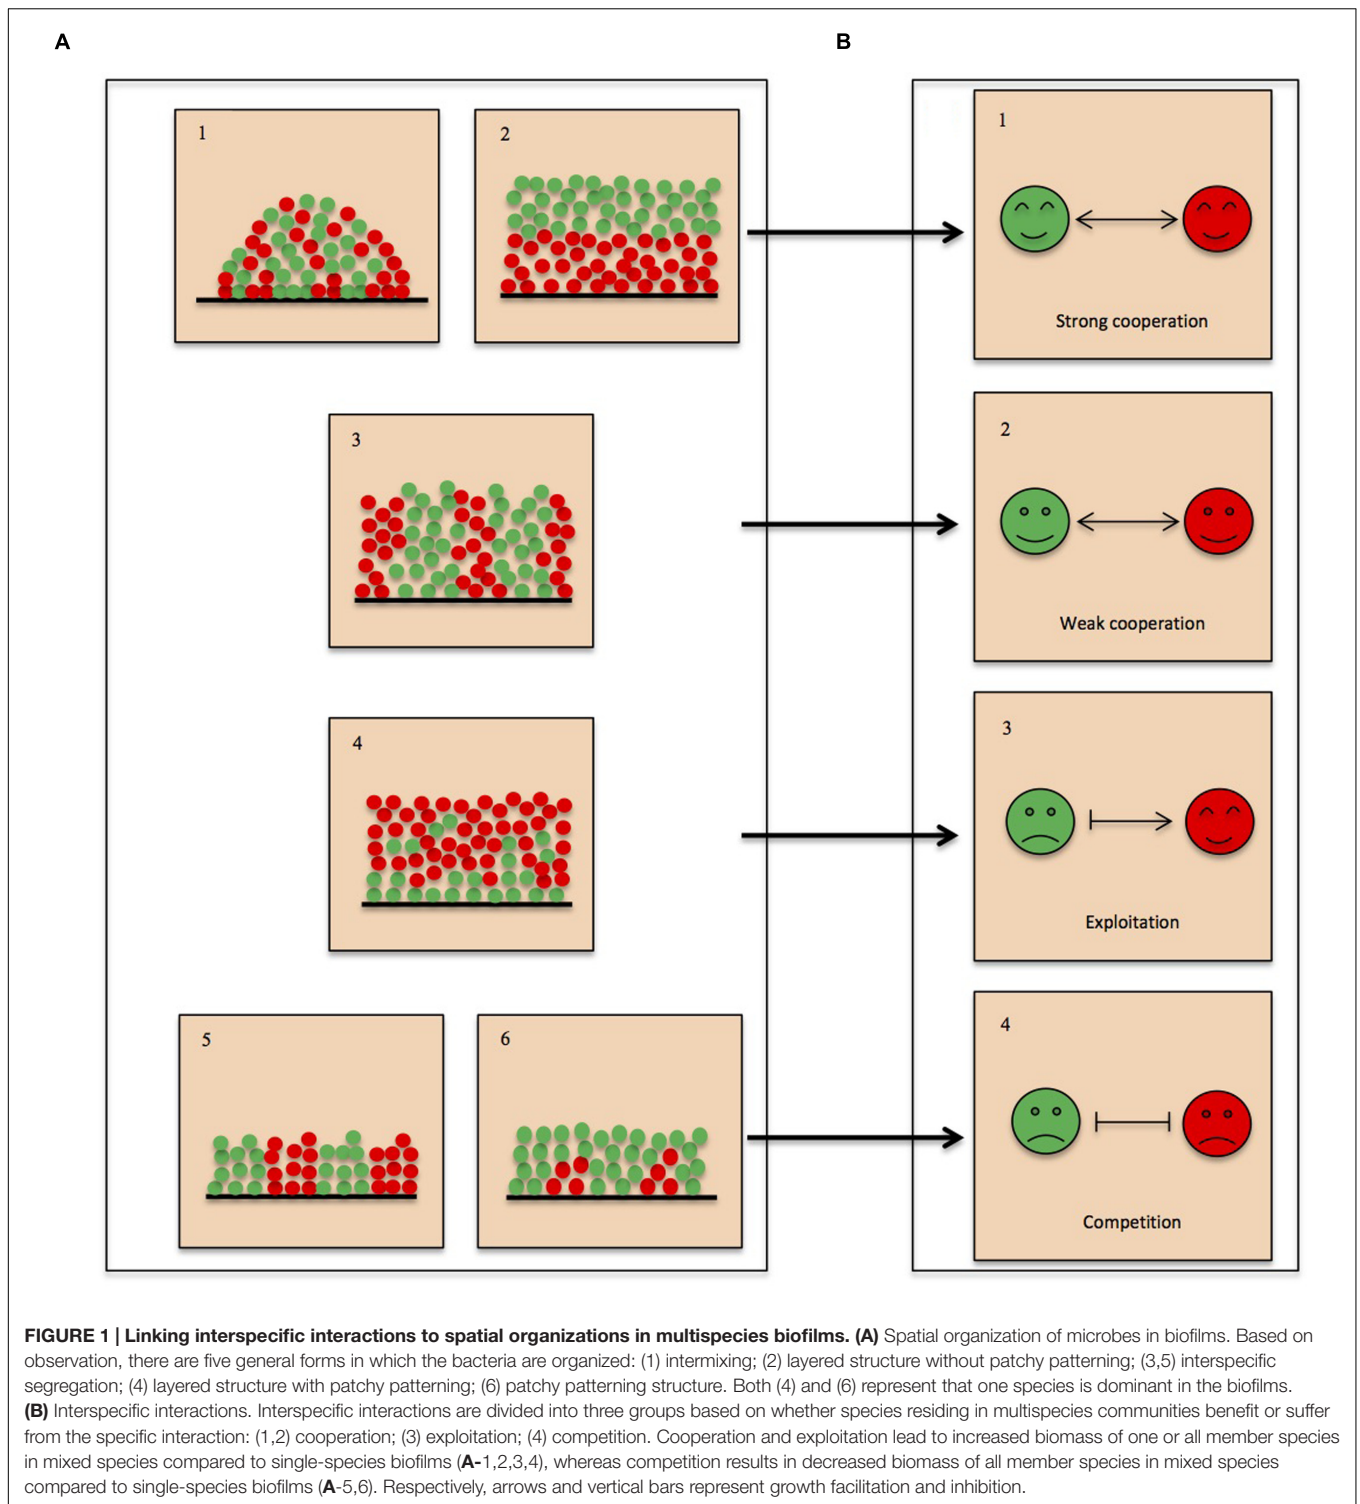 A
B
1
2
1
Strong cooperation
3
2
Weak cooperation
4
3
Exploitation
5
6
4
Competition
FIGURE 1 | Linking interspecific interactions to spatial organizations in multispecies biofilms. (A) Spatial organization of microbes in biofilms. Based on
observation, there are five general forms in which the bacteria are organized: (1) intermixing; (2) layered structure without patchy patterning; (3,5) interspecific
segregation; (4) layered structure with patchy patterning; (6) patchy patterning structure. Both (4) and (6) represent that one species is dominant in the biofilms.
(B) Interspecific interactions. Interspecific interactions are divided into three groups based on whether species residing in multispecies communities benefit or suffer
from the specific interaction: (1,2) cooperation; (3) exploitation; (4) competition. Cooperation and exploitation lead to increased biomass of one or all member species
in mixed species compared to single-species biofilms (A-1,2,3,4), whereas competition results in decreased biomass of all member species in mixed species
compared to single-species biofilms (A-5,6). Respectively, arrows and vertical bars represent growth facilitation and inhibition.